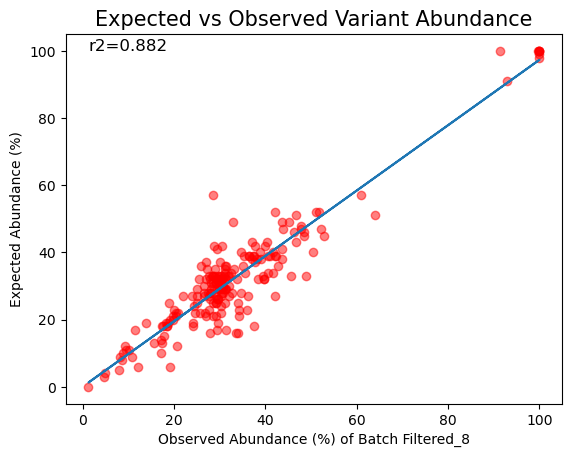 Expected vs Observed Variant Abundance
r2=0.882
100
80
60
40
20
0
Expected Abundance (%)
0 20 40 60 80 100
Observed Abundance (%) of Batch Filtered_8